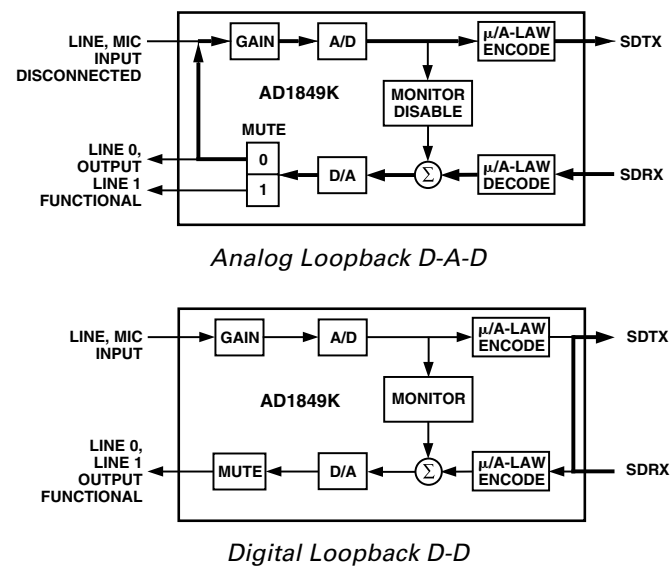 LINE, MIC
INPUT
DISCONNECTED
GAIN
A/D
μ/A-LAW
ENCODE
SDTX
AD1849K
MONITOR
DISABLE
MUTE
LINE 0,
OUTPUT
LINE 1
FUNCTIONAL
0
1
D/A
Σ
μ/A-LAW
DECODE
SDRX
Analog Loopback D-A-D
LINE, MIC
INPUT
GAIN
A/D
μ/A-LAW
ENCODE
SDTX
AD1849K
MONITOR
LINE 0,
LINE 1
OUTPUT
FUNCTIONAL
MUTE
D/A
Σ
μ/A-LAW
ENCODE
SDRX
Digital Loopback D-D